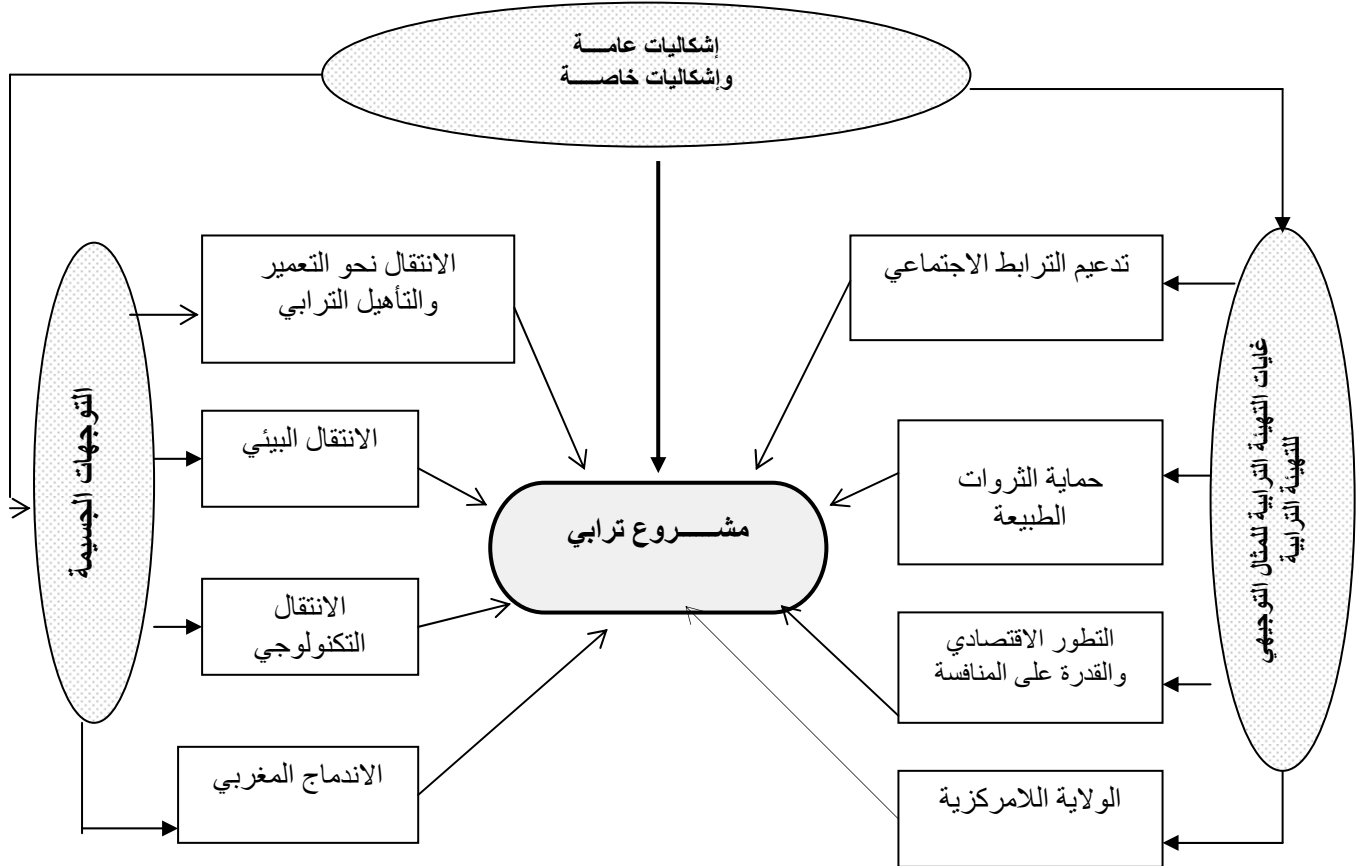 إشكاليات عامـــة
وإشكاليات خاصـــــة
تدعيم الترابط الاجتماعي
الانتقال نحو التعمير
والتأهيل الترابي
غايات التهيئة الترابية للمثال التوجيهي
للتهيئة الترابية
التوجهات الجسيمة
حماية الثروات
الطبيعة
الانتقال البيئي
مشـــــروع ترابي
التطور الاقتصادي
والقدرة على المنافسة
الانتقال
التكنولوجي
الولاية اللامركزية
الاندماج المغربي